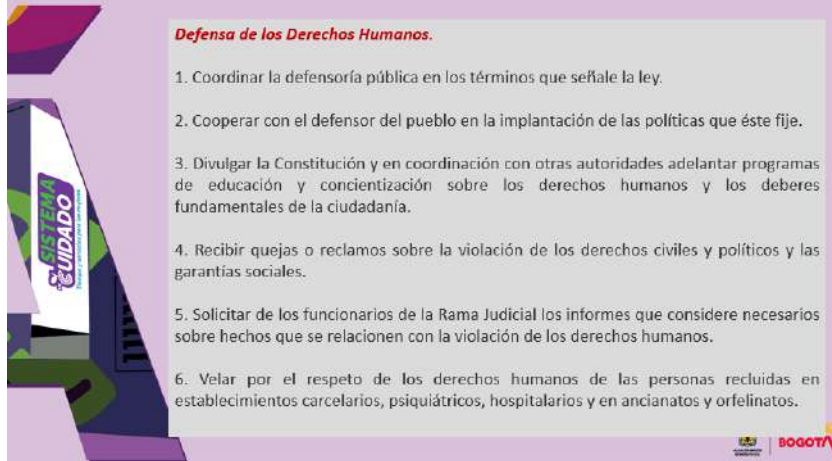 Defensa de los Derechos Humanos.
1. Coordinar la defensoría pública en los términos que señale la ley.
2. Cooperar con el defensor del pueblo en la implantación de las políticas que éste fije.
3. Divulgar la Constitución y en coordinación con otras autoridades adelantar programas
de educación y concientización sobre los derechos humanos y los deberes
fundamentales de la ciudadanía.
4. Recibir quejas o reclamos sobre la violación de los derechos civiles y políticos y las
garantías sociales.
5. Solicitar de los funcionarios de la Rama Judicial los informes que considere necesarios
sobre hechos que se relacionen con la violación de los derechos humanos.
6. Velar por el respeto de los derechos humanos de las personas recluidas en
establecimientos carcelarios, psiquiátricos, hospitalarios y en ancianatos y orfelinatos.
SISTEMA
CUIDADO
BOGOTÁ